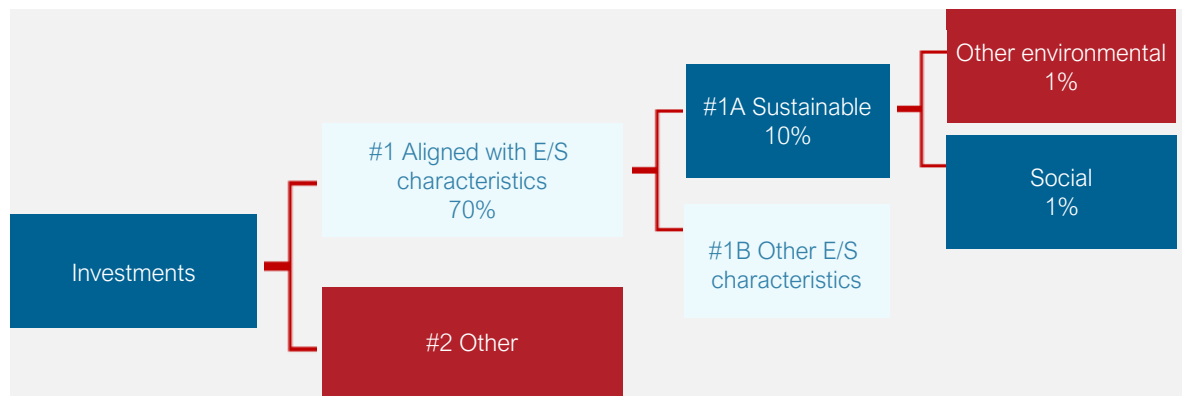 Investments
#1 Aligned with E/S
characteristics
70%
#2 Other
#1A Sustainable
10%
#1B Other E/S
characteristics
Other environmental
1%
Social
1%